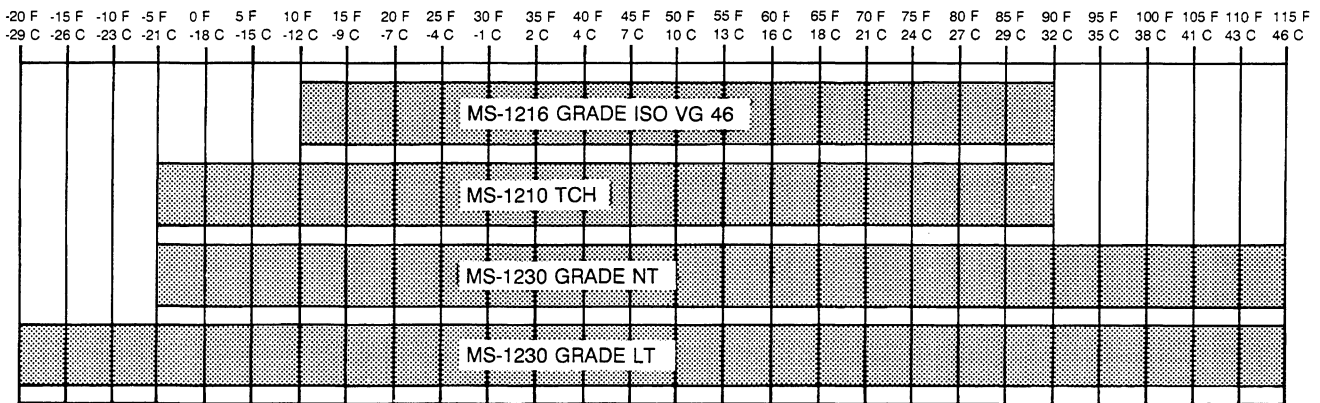 -20 F -15 F -10 F -5 F 0 F 5 F 10 F 15 F 20 F 25 F 30 F 35 F 40 F 45 F 50 F 55 F 60 F 65 F 70 F 75 F 80 F 85 F 90 F 95 F 100 F 105 F 110 F 115 F
-29 C -26 C -23 C -21 C -18 C -15 C -12 C -9 C -7 C -4 C -1 C 2 C 4 C 7 C 10 C 13 C 16 C 18 C 21 C 24 C 27 C 29 C 32 C 35 C 38 C 41 C 43 C 46 C
MS-1216 GRADE ISO VG 46
MS-1210 TCH
MS-1230 GRADE NT
MS-1230 GRADE LT